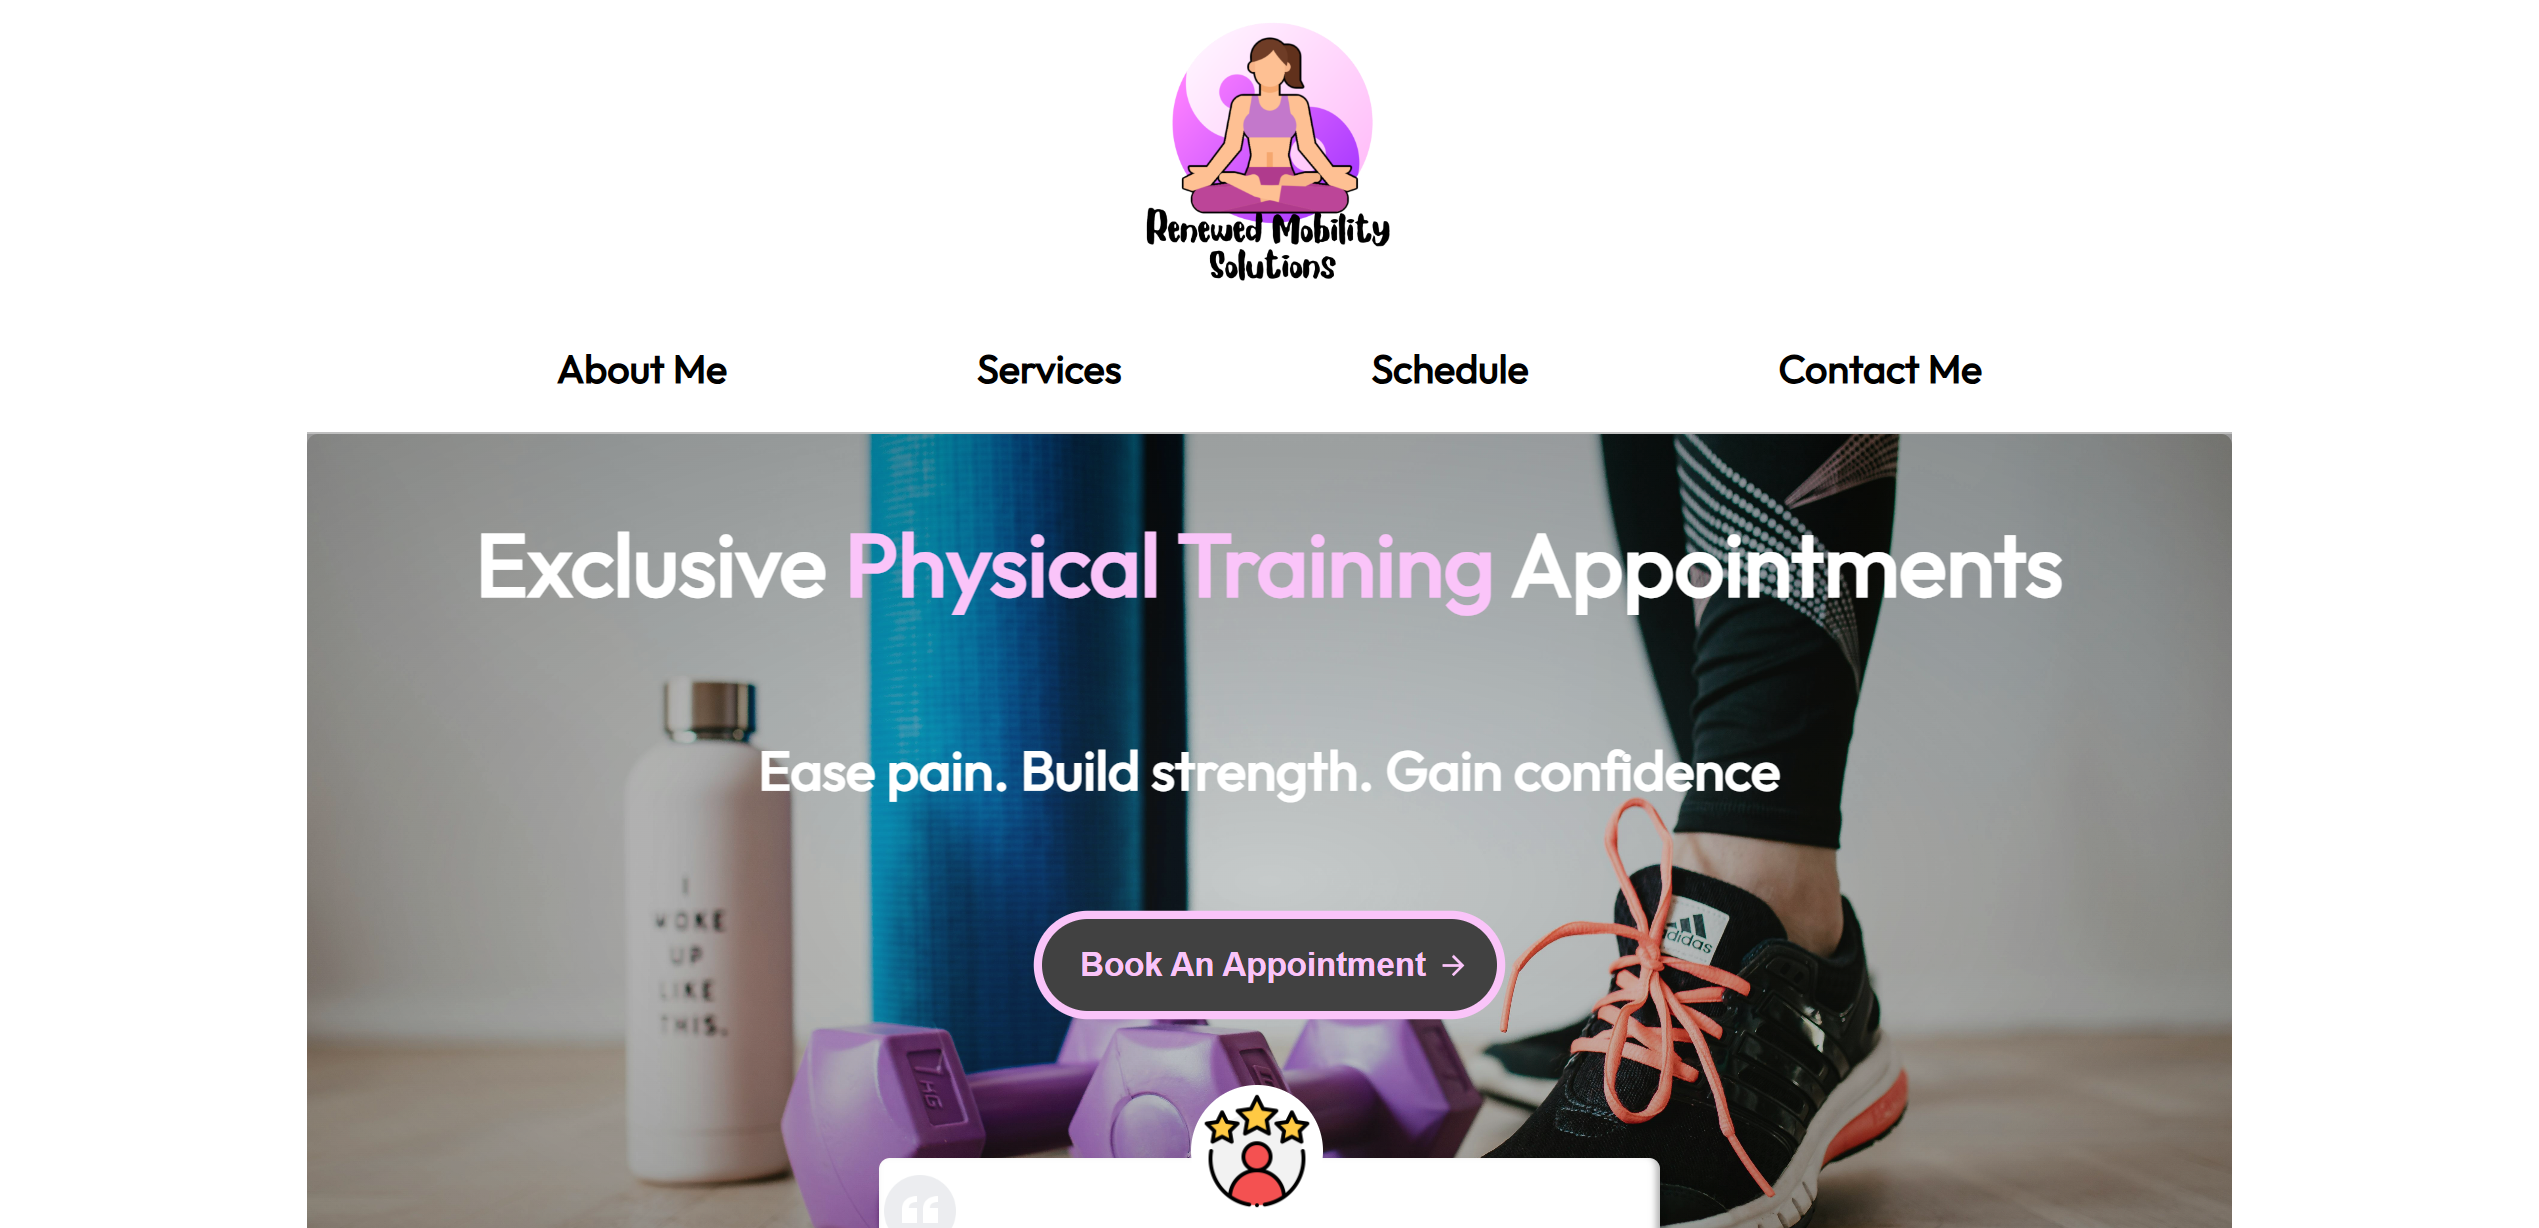 Renewed Mobility
Solutions
About Me
Services
Schedule
Contact Me
Exclusive Physical Training Appointments
Ease pain. Build strength. Gain confidence
I
WOKE
UP
LIKE
THIS.
adidas
Book An Appointment →